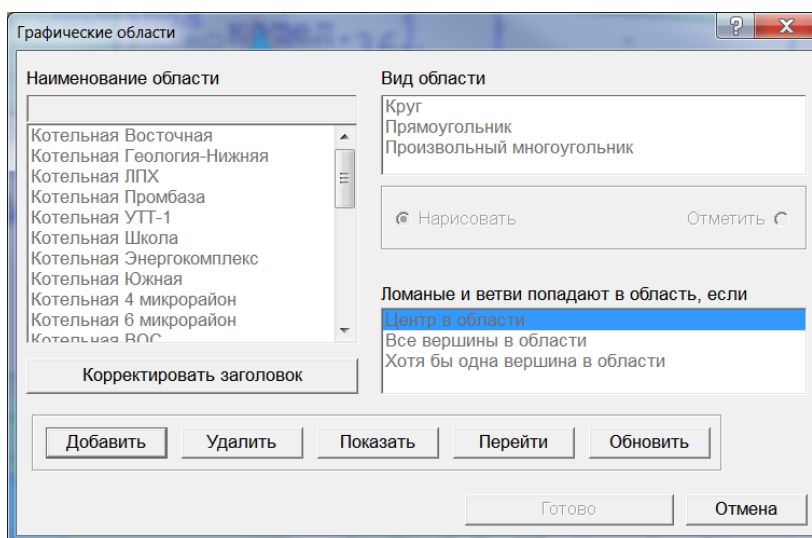 Графические области
Наименование области
Котельная Восточная
Котельная Геология-Нижняя
Котельная ЛПХ
Котельная Промбаза
Котельная УТТ-1
Котельная Школа
Котельная Энергокомплекс
Котельная Южная
Котельная 4 микрорайон
Котельная 6 микрорайон
Котельная ВОС
Корректировать заголовок
Вид области
Круг
Прямоугольник
Произвольный многоугольник
Нарисовать Отметить
Ломаные и ветви попадают в область, если
Центр в области
Все вершины в области
Хотя бы одна вершина в области
Добавить Удалить Показать Перейти Обновить
Готово Отмена